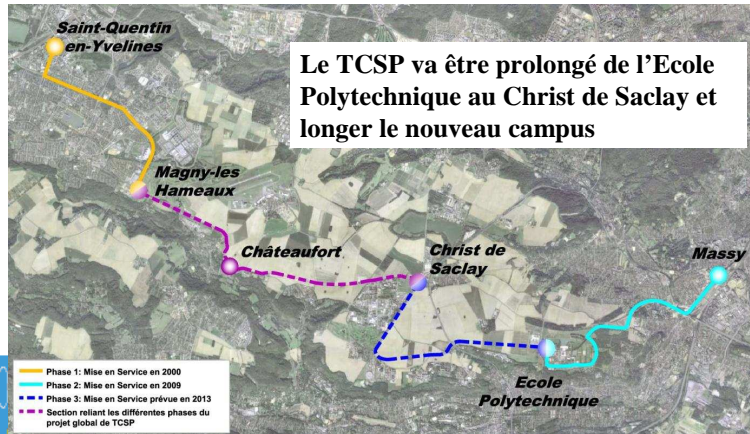 Saint-Quentin
en-Yvelines
Le TCSP va être prolongé de l'Ecole
Polytechnique au Christ de Saclay et
longer le nouveau campus
Magny-les
Hameaux
Châteaufort
Christ de
Saclay
Massy
Ecole
Polytechnique
Phase 1: Mise en Service en 2000
Phase 2: Mise en Service en 2009
Phase 3: Mise en Service prévue en 2013
Section reliant les différentes phases du
projet global de TCSP